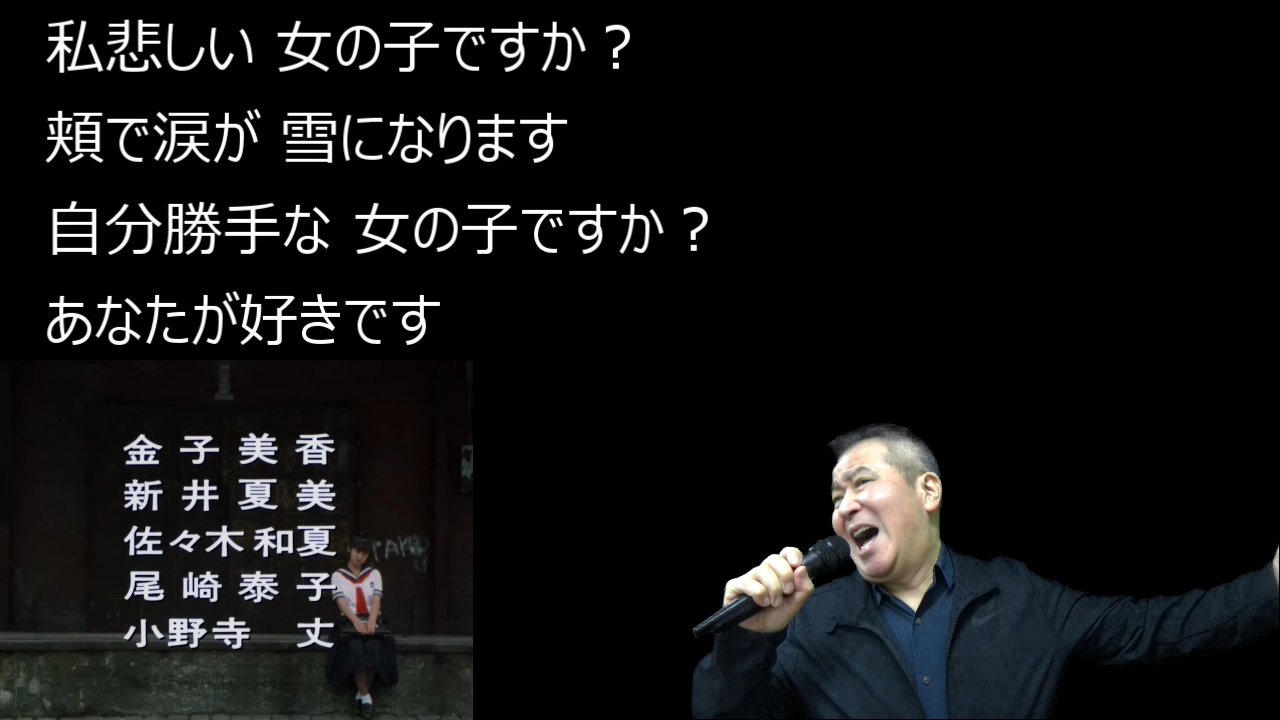 私悲しい 女の子ですか？
頬で涙が 雪になります
自分勝手な 女の子ですか？
あなたが好きです
金子美香
新井夏美
佐々木和夏
尾崎泰子
小野寺 丈